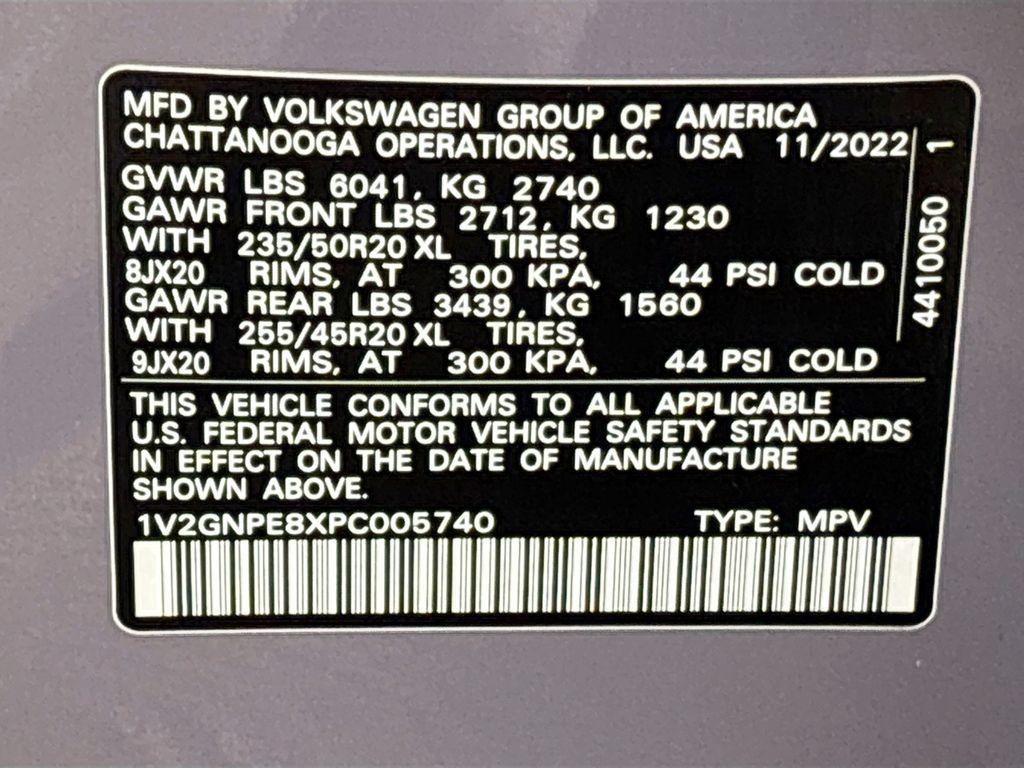 MFD BY VOLKSWAGEN GROUP OF AMERICA
CHATTANOOGA OPERATIONS, LLC. USA 11/2022
GVWR LBS 6041, KG 2740
GAWR FRONT LBS 2712, KG 1230
WITH 235/50R20 XL TIRES,
8JX20 RIMS, AT 300 KPA, 44 PSI COLD
GAWR REAR LBS 3439, KG 1560
WITH 255/45R20 XL TIRES,
9JX20 RIMS, AT 300 KPA, 44 PSI COLD
4410050 1
THIS VEHICLE CONFORMS TO ALL APPLICABLE
U.S. FEDERAL MOTOR VEHICLE SAFETY STANDARDS
IN EFFECT ON THE DATE OF MANUFACTURE
SHOWN ABOVE.
1V2GNPE8XPC005740 TYPE: MPV